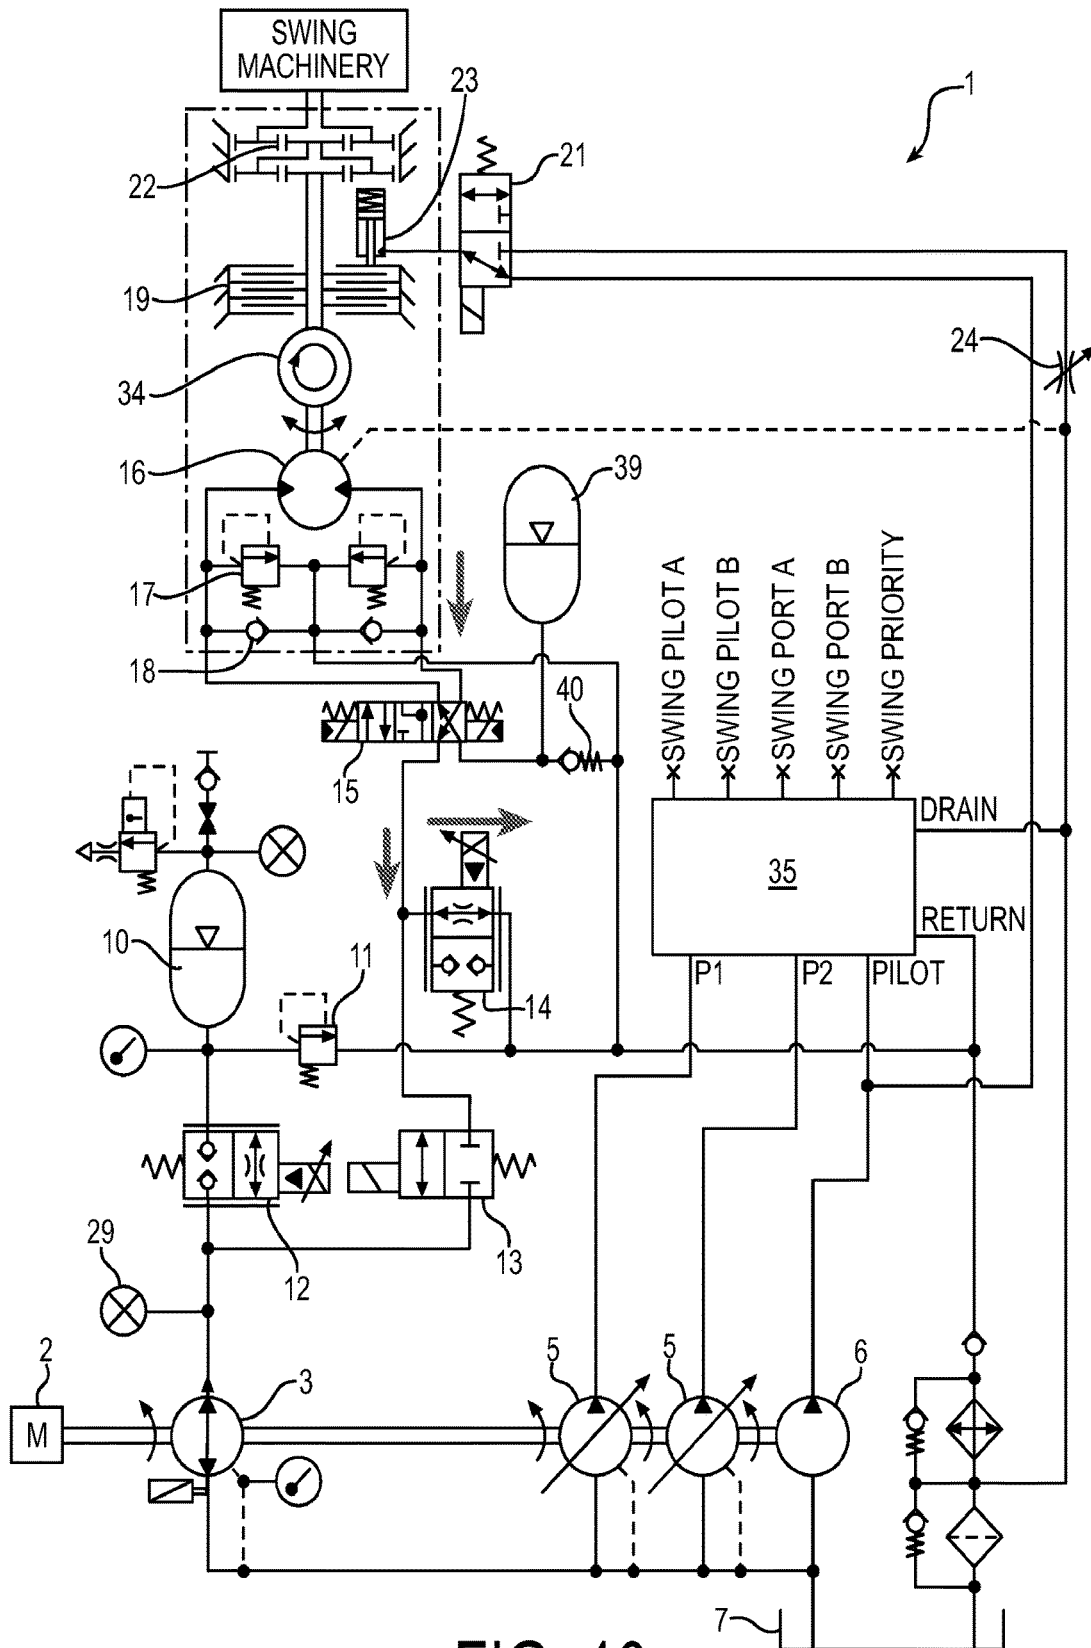 SWING
MACHINERY
23
1
21
22
19
24
34
16
39
17
SWING PILOT A
SWING PILOT B
SWING PORT A
SWING PORT B
SWING PRIORITY
18
40
15
DRAIN
35
10
RETURN
11
14
P1
P2
PILOT
29
12
13
2
3
5
5
6
M
7